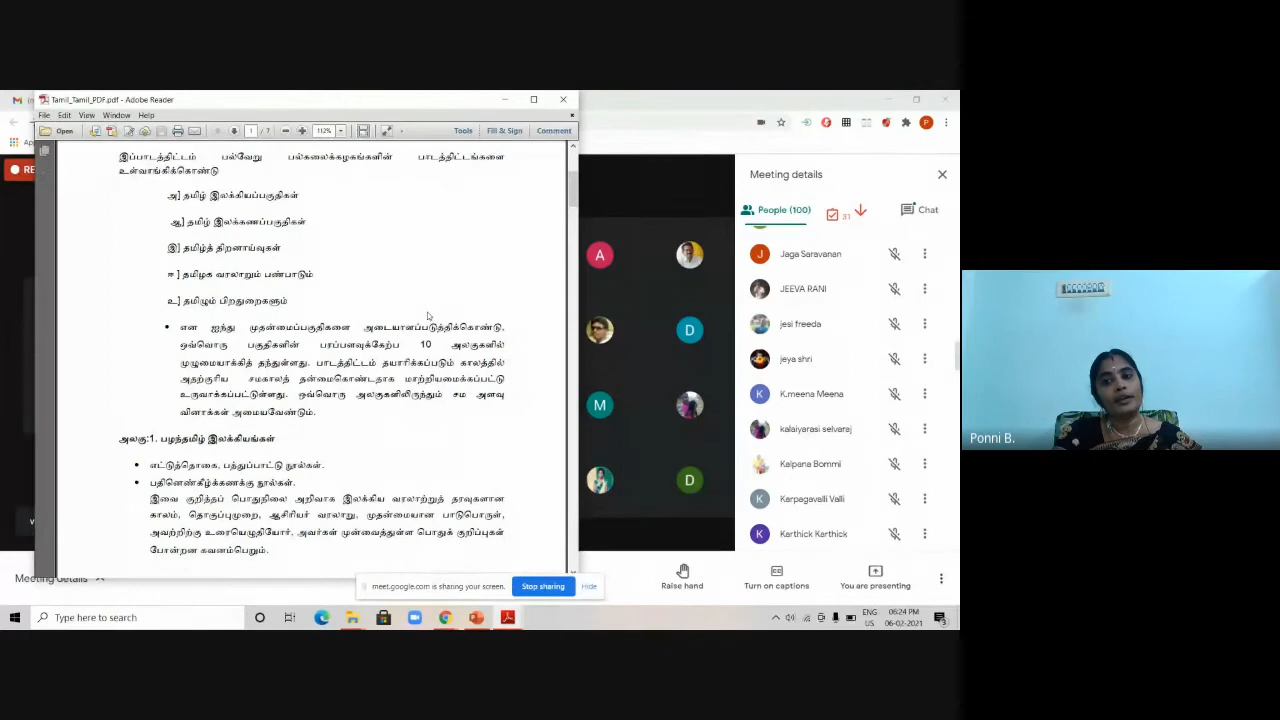 Tamil_Tamil_PDF.pdf - Adobe Reader
File Edit View Window Help
Open 1 / 7 112% Tools Fill & Sign Comment
இப்பாடத்திட்டம் பல்வேறு பல்கலைக்கழகங்களின் பாடத்திட்டங்களை
உள்வாங்கிக்கொண்டு
அ] தமிழ் இலக்கியப்பகுதிகள்
ஆ] தமிழ் இலக்கணப்பகுதிகள்
இ] தமிழ்த் திறனாய்வுகள்
ஈ ] தமிழக வரலாறும் பண்பாடும்
உ] தமிழும் பிறதுறைகளும்
• என ஐந்து முதன்மைப்பகுதிகளை அடையாளப்படுத்திக்கொண்டு,
ஒவ்வொரு பகுதிகளின் பரப்பளவுக்கேற்ப 10 அலகுகளில்
முழுமையாக்கித் தந்துள்ளது. பாடத்திட்டம் தயாரிக்கப்படும் காலத்தில்
அதற்குரிய சமகாலத் தன்மைகொண்டதாக மாற்றியமைக்கப்பட்டு
உருவாக்கப்பட்டுள்ளது. ஒவ்வொரு அலகுகளிலிருந்தும் சம அளவு
வினாக்கள் அமையவேண்டும்.
அலகு:1. பழந்தமிழ் இலக்கியங்கள்
• எட்டுத்தொகை, பத்துப்பாட்டு நூல்கள்.
• பதினெண்கீழ்க்கணக்கு நூல்கள்.
இவை குறித்தப் பொதுநிலை அறிவாக இலக்கிய வரலாற்றுத் தரவுகளான
காலம், தொகுப்புமுறை, ஆசிரியர் வரலாறு, முதன்மையான பாடுபொருள்,
அவற்றிற்கு உரையெழுதியோர், அவர்கள் முன்வைத்துள்ள பொதுக் குறிப்புகள்
போன்றன கவனம்பெறும்.
RE
A
D
M
D
Meeting details
People (100) 31 Chat
J Jaga Saravanan
JEEVA RANI
jesi freeda
jeya shri
K K.meena Meena
kalaiyarasi selvaraj
Kalpana Bommi
K Karpagavalli Valli
K Karthick Karthick
Ponni B.
Meeting details
meet.google.com is sharing your screen. Stop sharing Hide
Raise hand Turn on captions You are presenting
Type here to search
ENG 06:24 PM
US 06-02-2021